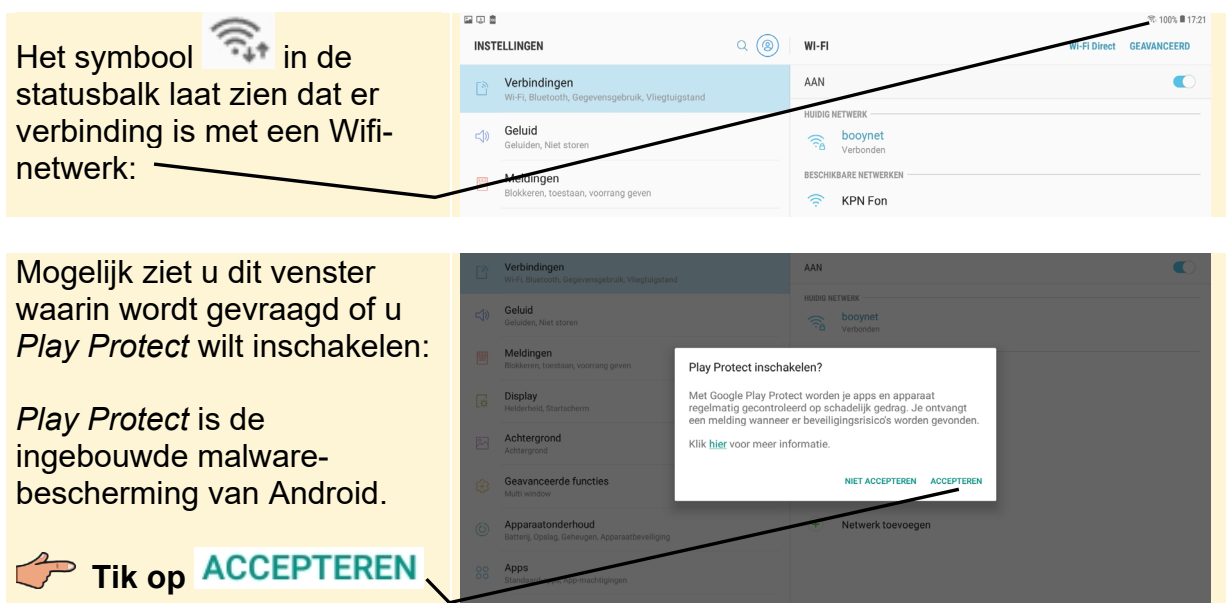 Het symbool in de
statusbalk laat zien dat er
verbinding is met een Wifi-
netwerk:
100% 17:21
INSTELLINGEN
Verbindingen
Wi-Fi, Bluetooth, Gegevensgebruik, Vliegtuigstand
Geluid
Geluiden, Niet storen
Meldingen
Blokkeren, toestaan, voorrang geven
WI-FI
Wi-Fi Direct GEAVANCEERD
AAN
HUIDIG NETWERK
booynet
Verbonden
BESCHIKBARE NETWERKEN
KPN Fon
Mogelijk ziet u dit venster
waarin wordt gevraagd of u
Play Protect wilt inschakelen:
Play Protect is de
ingebouwde malware-
bescherming van Android.
Tik op ACCEPTEREN
Verbindingen
Wi-Fi, Bluetooth, Gegevensgebruik, Vliegtuigstand
Geluid
Geluiden, Niet storen
Meldingen
Blokkeren, toestaan, voorrang geven
Display
Helderheid, Startscherm
Achtergrond
Achtergrond
Geavanceerde functies
Multi window
Apparaatonderhoud
Batterij, Opslag, Geheugen, Apparaatbeveiliging
Apps
Standaard-apps, App-machtigingen
AAN
HUIDIG NETWERK
booynet
Verbonden
Play Protect inschakelen?
Met Google Play Protect worden je apps en apparaat
regelmatig gecontroleerd op schadelijk gedrag. Je ontvangt
een melding wanneer er beveiligingsrisico's worden gevonden.
Klik hier voor meer informatie.
NIET ACCEPTEREN ACCEPTEREN
Netwerk toevoegen